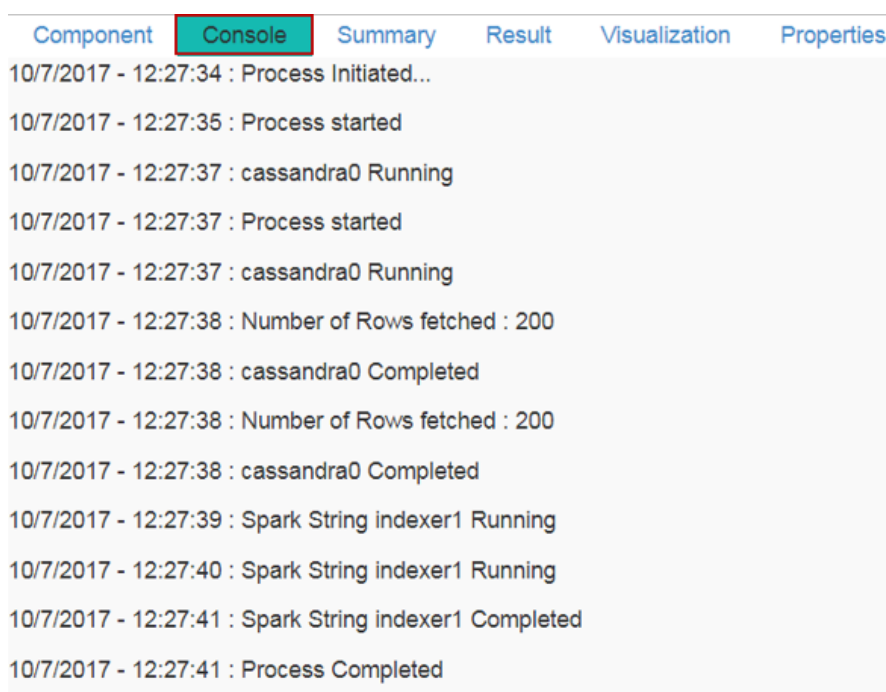 Component Console Summary Result Visualization Properties
10/7/2017 - 12:27:34 : Process Initiated...
10/7/2017 - 12:27:35 : Process started
10/7/2017 - 12:27:37 : cassandra0 Running
10/7/2017 - 12:27:37 : Process started
10/7/2017 - 12:27:37 : cassandra0 Running
10/7/2017 - 12:27:38 : Number of Rows fetched : 200
10/7/2017 - 12:27:38 : cassandra0 Completed
10/7/2017 - 12:27:38 : Number of Rows fetched : 200
10/7/2017 - 12:27:38 : cassandra0 Completed
10/7/2017 - 12:27:39 : Spark String indexer1 Running
10/7/2017 - 12:27:40 : Spark String indexer1 Running
10/7/2017 - 12:27:41 : Spark String indexer1 Completed
10/7/2017 - 12:27:41 : Process Completed